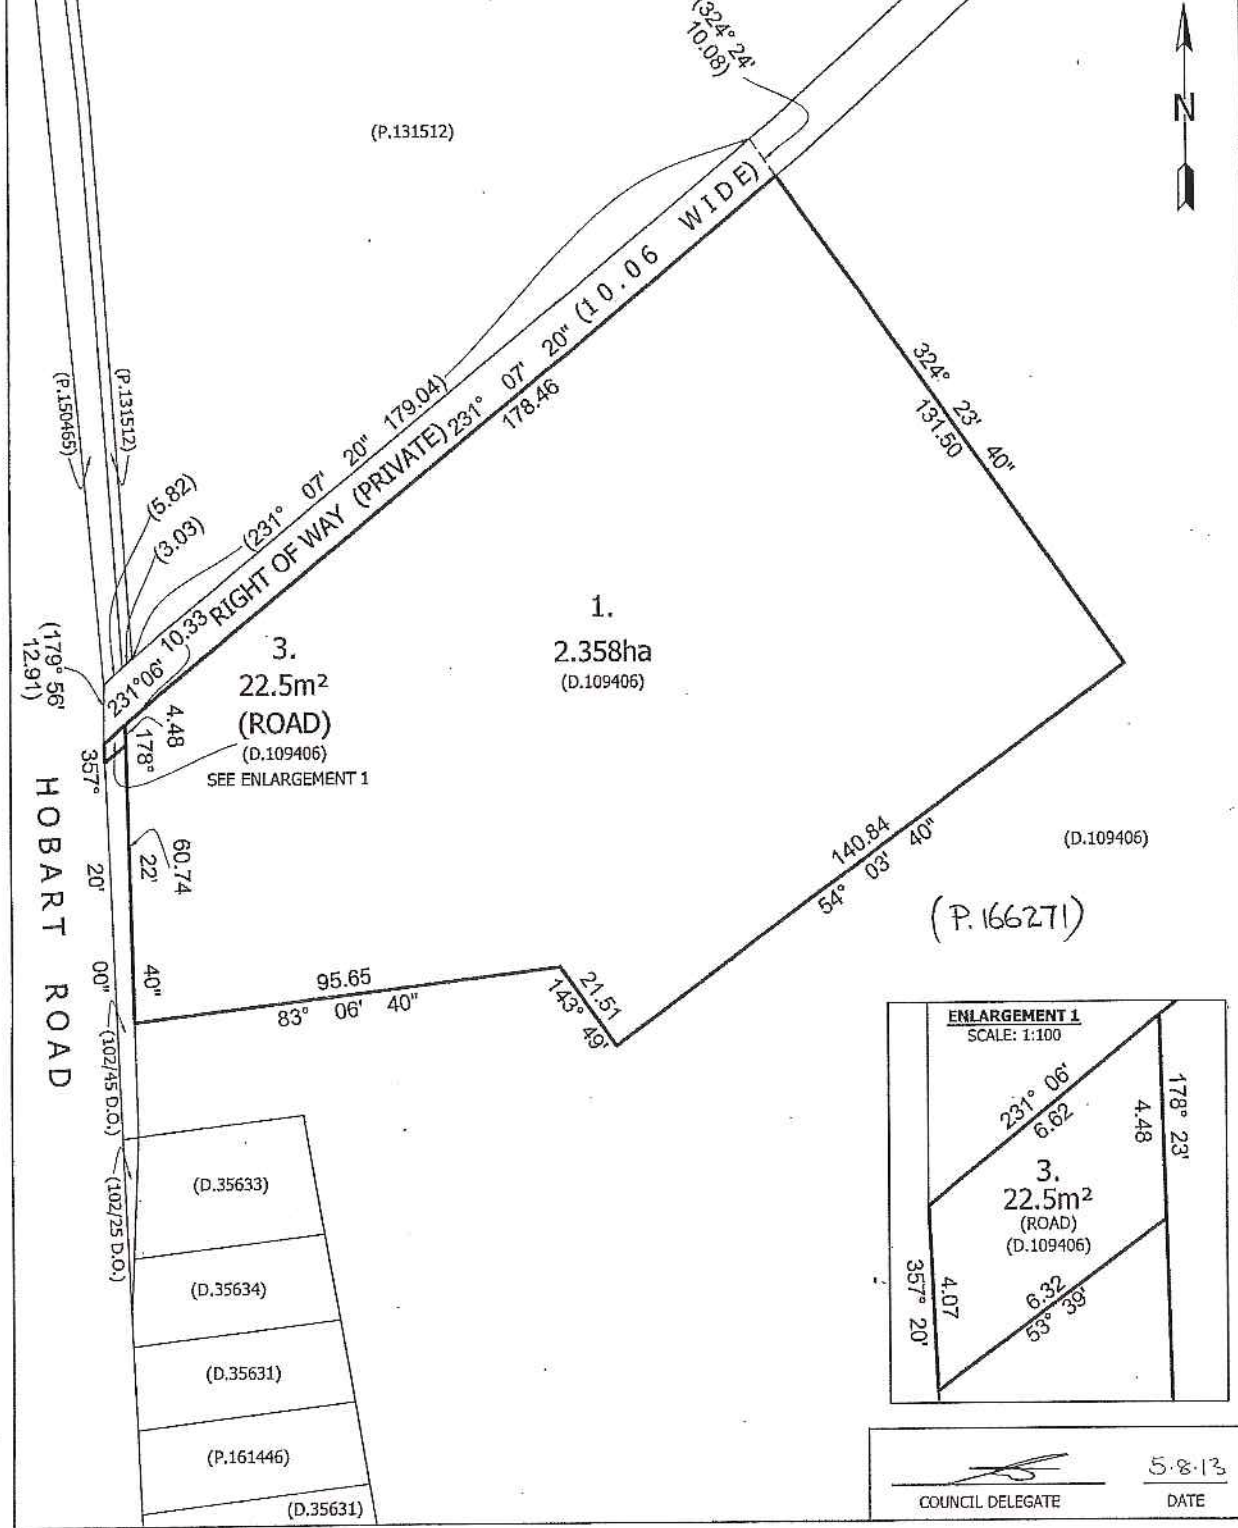 (324° 24'
10.08)
N
(P.131512)
RIGHT OF WAY (PRIVATE) (10.06 WIDE)
(231° 07' 20" 179.04)
231° 07' 20"
178.46
324° 23' 40"
131.50
(P.150465)
(P.131512)
(5.82)
(3.03)
(179° 56'
12.91)
231°06' 10.33
1.
2.358ha
(D.109406)
3.
22.5m²
(ROAD)
(D.109406)
SEE ENLARGEMENT 1
4.48
178° 22' 40"
60.74
357° 20' 00"
HOBART ROAD
140.84
54° 03' 40"
(D.109406)
(P.166271)
95.65
83° 06' 40"
21.51
143° 49'
(102/45 D.O.)
(102/25 D.O.)
(D.35633)
(D.35634)
(D.35631)
(P.161446)
(D.35631)
ENLARGEMENT 1
SCALE: 1:100
231° 06'
6.62
178° 23'
4.48
3.
22.5m²
(ROAD)
(D.109406)
357° 20'
4.07
6.32
53° 39'
5.8.13
COUNCIL DELEGATE
DATE